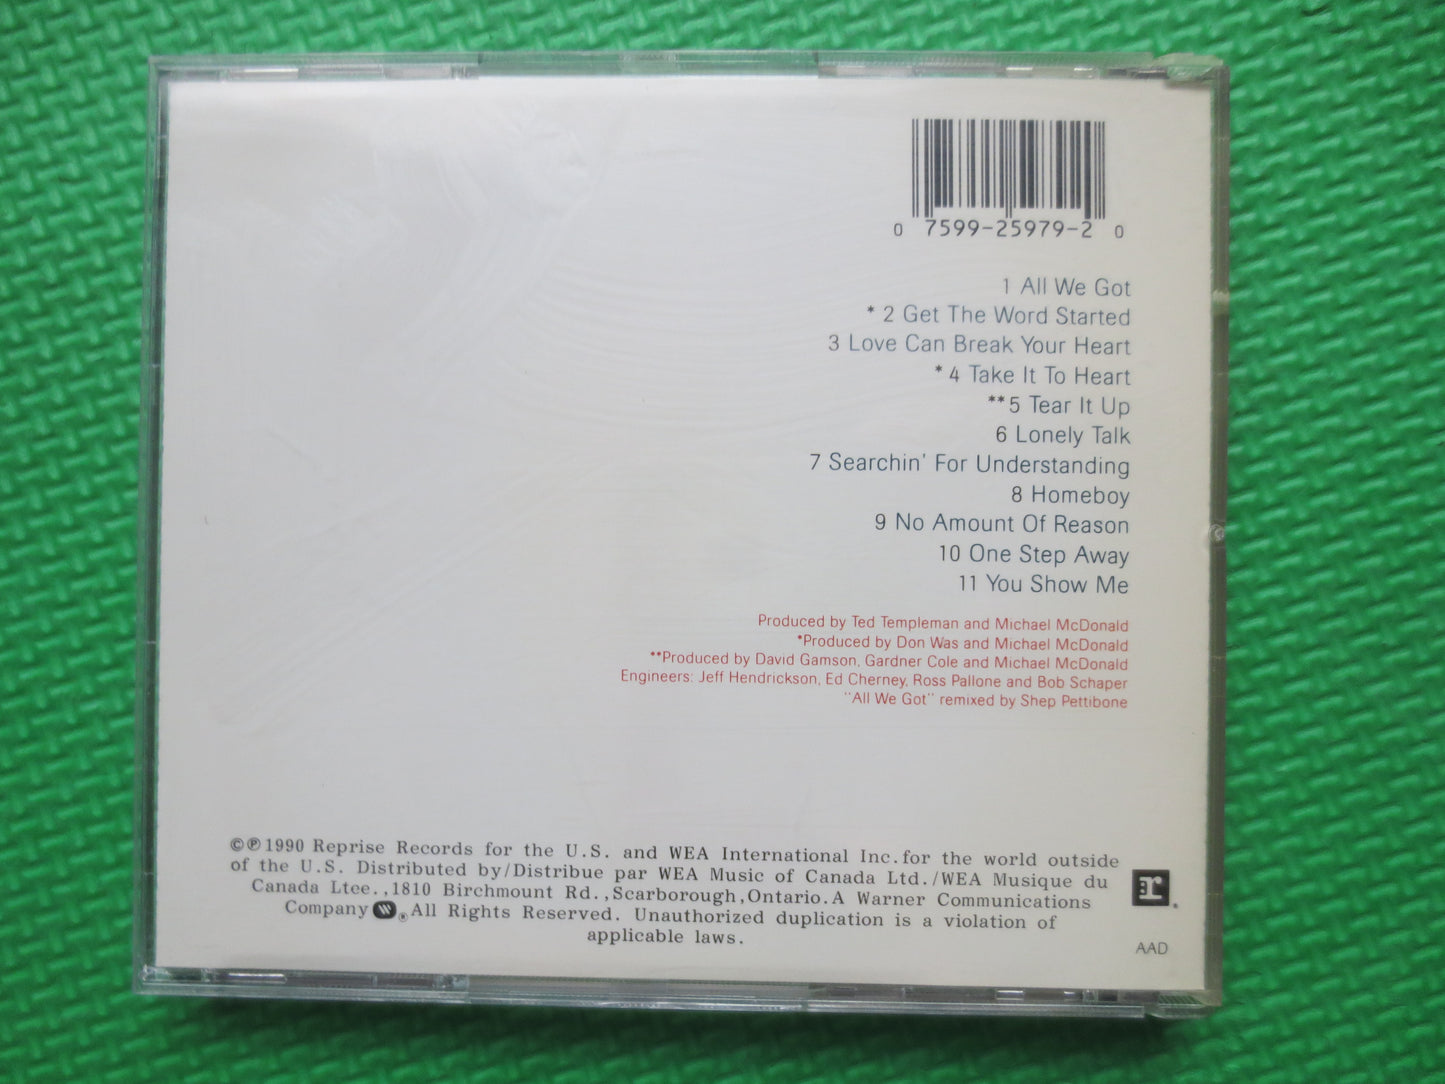 0 7599-25979-2 0
1 All We Got
* 2 Get The Word Started
3 Love Can Break Your Heart
* 4 Take It To Heart
** 5 Tear It Up
6 Lonely Talk
7 Searchin' For Understanding
8 Homeboy
9 No Amount Of Reason
10 One Step Away
11 You Show Me
Produced by Ted Templeman and Michael McDonald
*Produced by Don Was and Michael McDonald
**Produced by David Gamson, Gardner Cole and Michael McDonald
Engineers: Jeff Hendrickson, Ed Cherney, Ross Pallone and Bob Schaper
"All We Got" remixed by Shep Pettibone
©℗1990 Reprise Records for the U.S. and WEA International Inc.for the world outside
of the U.S. Distributed by/Distribue par WEA Music of Canada Ltd./WEA Musique du
Canada Ltee.,1810 Birchmount Rd.,Scarborough,Ontario.A Warner Communications
Company ®All Rights Reserved. Unauthorized duplication is a violation of
applicable laws.
r ®
AAD